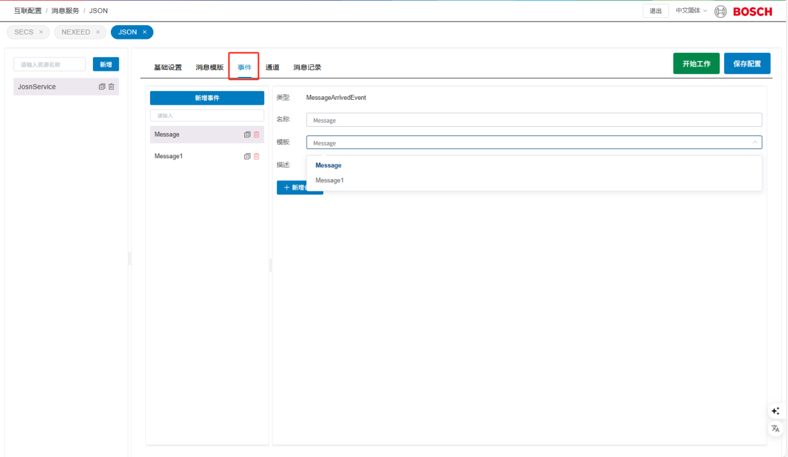 互联配置 / 消息服务 / JSON
退出 中文简体 BOSCH
SECS × NEXEED × JSON ×
请输入资源名称 新增
基础设置 消息模版 事件 通道 消息记录 开始工作 保存配置
JosnService
新增事件
请输入
Message
Message1
类型: MessageArrivedEvent
名称: Message
模板: Message
描述:
Message
Message1
+ 新增